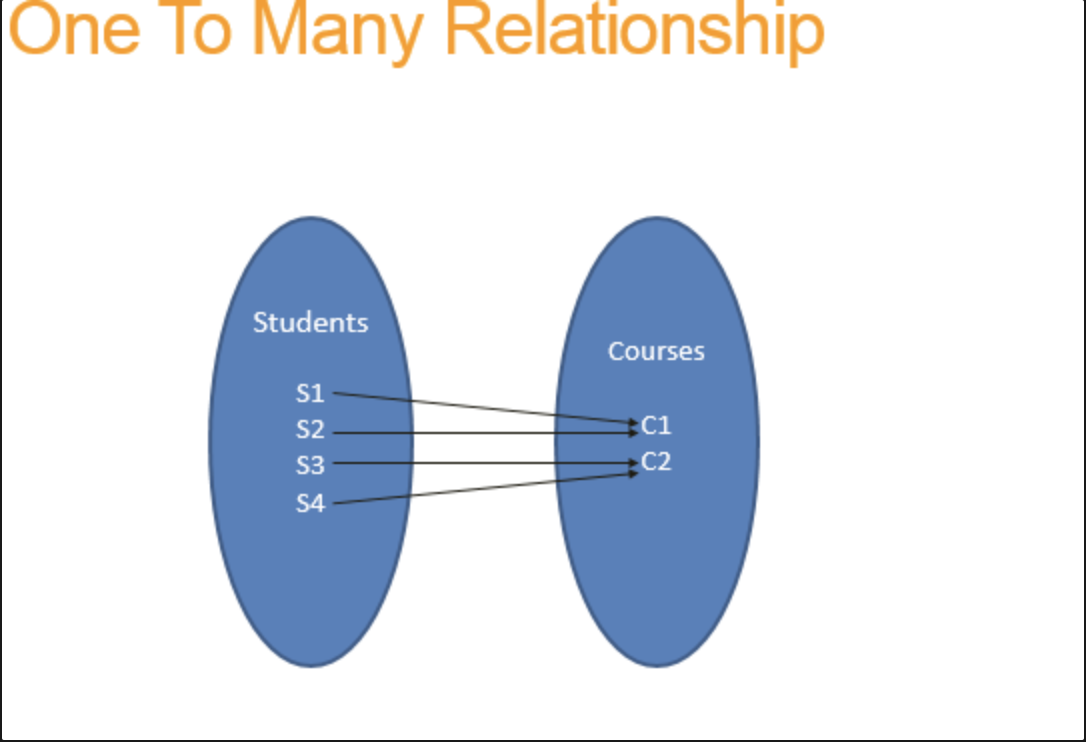 One To Many Relationship
Students
Courses
S1
S2
S3
S4
C1
C2